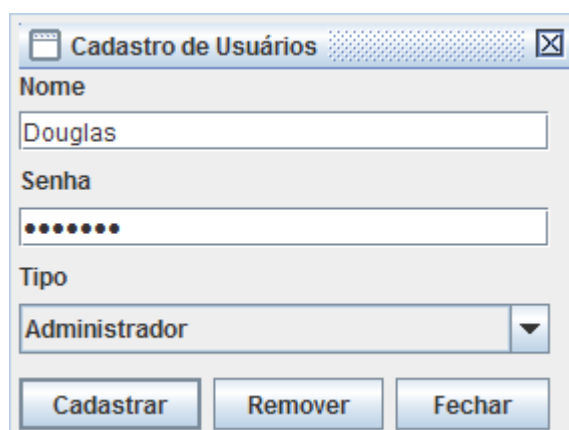 Cadastro de Usuários
Nome
Douglas
Senha
•••••••
Tipo
Administrador
Cadastrar Remover Fechar